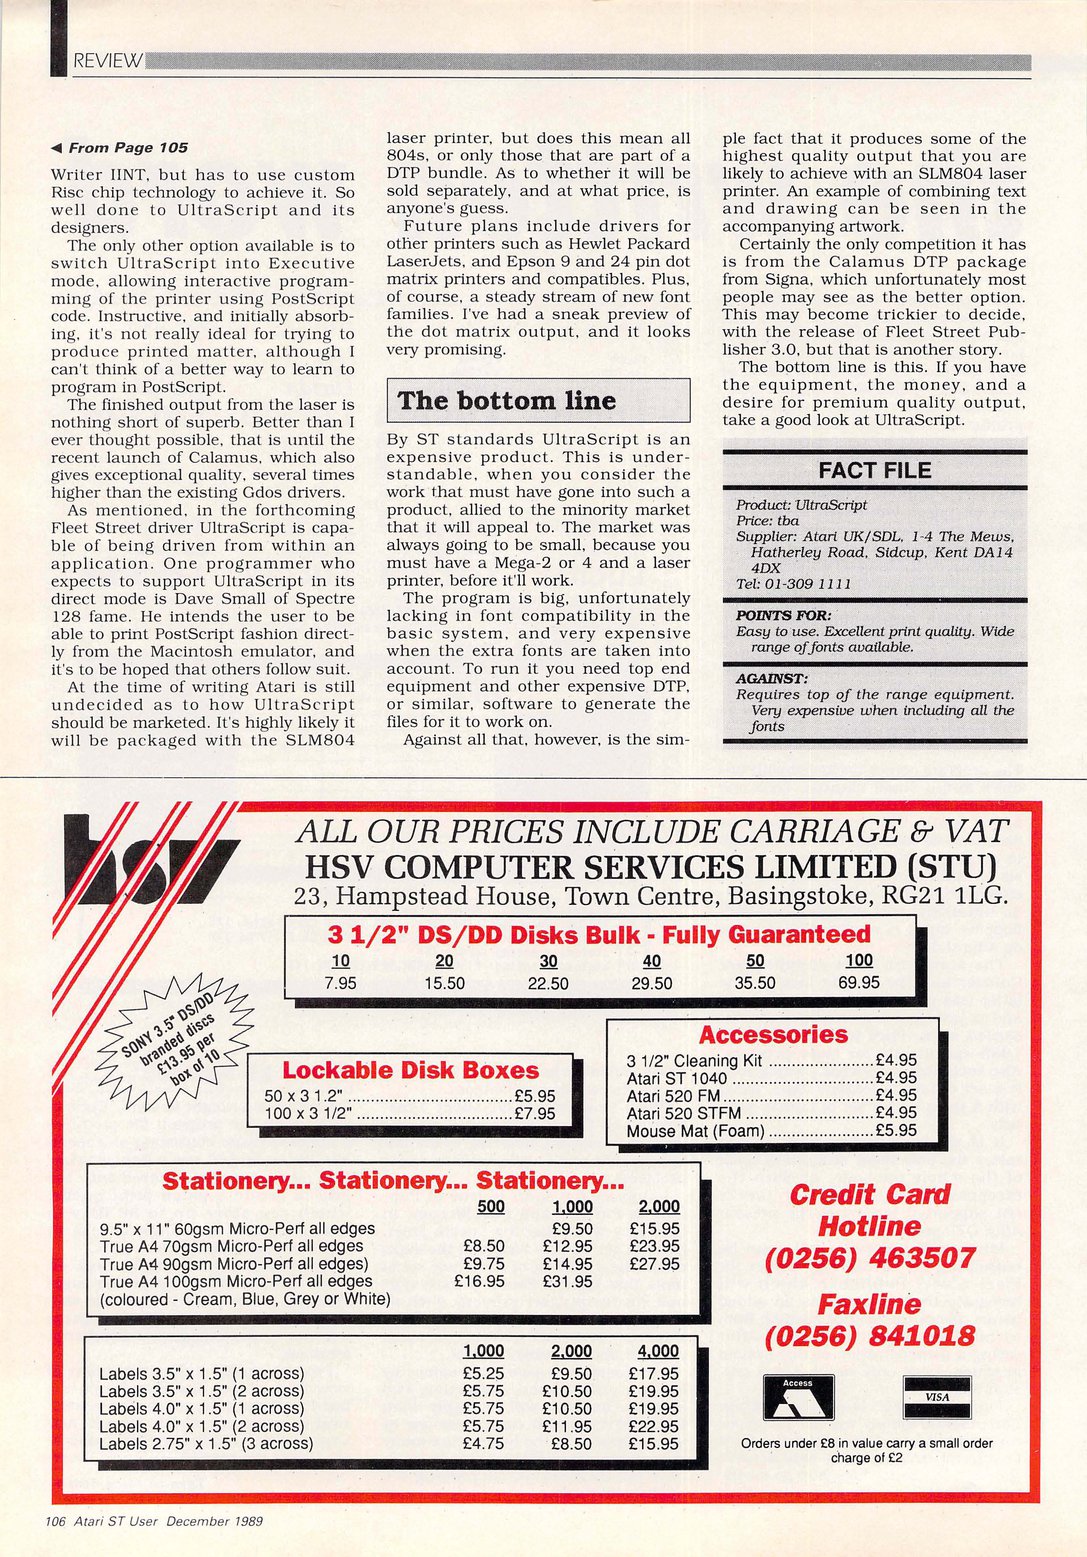 REVIEW
◄ From Page 105
Writer IINT, but has to use custom
Risc chip technology to achieve it. So
well done to UltraScript and its
designers.
The only other option available is to
switch UltraScript into Executive
mode, allowing interactive program-
ming of the printer using PostScript
code. Instructive, and initially absorb-
ing, it's not really ideal for trying to
produce printed matter, although I
can't think of a better way to learn to
program in PostScript.
The finished output from the laser is
nothing short of superb. Better than I
ever thought possible, that is until the
recent launch of Calamus, which also
gives exceptional quality, several times
higher than the existing Gdos drivers.
As mentioned, in the forthcoming
Fleet Street driver UltraScript is capa-
ble of being driven from within an
application. One programmer who
expects to support UltraScript in its
direct mode is Dave Small of Spectre
128 fame. He intends the user to be
able to print PostScript fashion direct-
ly from the Macintosh emulator, and
it's to be hoped that others follow suit.
At the time of writing Atari is still
undecided as to how UltraScript
should be marketed. It's highly likely it
will be packaged with the SLM804
laser printer, but does this mean all
804s, or only those that are part of a
DTP bundle. As to whether it will be
sold separately, and at what price, is
anyone's guess.
Future plans include drivers for
other printers such as Hewlet Packard
LaserJets, and Epson 9 and 24 pin dot
matrix printers and compatibles. Plus,
of course, a steady stream of new font
families. I've had a sneak preview of
the dot matrix output, and it looks
very promising.
The bottom line
By ST standards UltraScript is an
expensive product. This is under-
standable, when you consider the
work that must have gone into such a
product, allied to the minority market
that it will appeal to. The market was
always going to be small, because you
must have a Mega-2 or 4 and a laser
printer, before it'll work.
The program is big, unfortunately
lacking in font compatibility in the
basic system, and very expensive
when the extra fonts are taken into
account. To run it you need top end
equipment and other expensive DTP,
or similar, software to generate the
files for it to work on.
Against all that, however, is the sim-
ple fact that it produces some of the
highest quality output that you are
likely to achieve with an SLM804 laser
printer. An example of combining text
and drawing can be seen in the
accompanying artwork.
Certainly the only competition it has
is from the Calamus DTP package
from Signa, which unfortunately most
people may see as the better option.
This may become trickier to decide,
with the release of Fleet Street Pub-
lisher 3.0, but that is another story.
The bottom line is this. If you have
the equipment, the money, and a
desire for premium quality output,
take a good look at UltraScript.
FACT FILE
Product: UltraScript
Price: tba
Supplier: Atari UK/SDL, 1-4 The Mews,
Hatherley Road, Sidcup, Kent DA14
4DX
Tel: 01-309 1111
POINTS FOR:
Easy to use. Excellent print quality. Wide
range of fonts available.
AGAINST:
Requires top of the range equipment.
Very expensive when including all the
fonts
hsv
ALL OUR PRICES INCLUDE CARRIAGE & VAT
HSV COMPUTER SERVICES LIMITED (STU)
23, Hampstead House, Town Centre, Basingstoke, RG21 1LG.
3 1/2" DS/DD Disks Bulk - Fully Guaranteed
10 20 30 40 50 100
7.95 15.50 22.50 29.50 35.50 69.95
SONY 3.5" DS/DD
branded discs
£13.95 per
box of 10
Lockable Disk Boxes
50 x 3 1.2" ..................................... £5.95
100 x 3 1/2" ................................... £7.95
Accessories
3 1/2" Cleaning Kit ....................... £4.95
Atari ST 1040 ............................... £4.95
Atari 520 FM ................................. £4.95
Atari 520 STFM ............................ £4.95
Mouse Mat (Foam) ....................... £5.95
Stationery... Stationery... Stationery...
500 1,000 2,000
9.5" x 11" 60gsm Micro-Perf all edges £9.50 £15.95
True A4 70gsm Micro-Perf all edges £8.50 £12.95 £23.95
True A4 90gsm Micro-Perf all edges) £9.75 £14.95 £27.95
True A4 100gsm Micro-Perf all edges £16.95 £31.95
(coloured - Cream, Blue, Grey or White)
1,000 2,000 4,000
Labels 3.5" x 1.5" (1 across) £5.25 £9.50 £17.95
Labels 3.5" x 1.5" (2 across) £5.75 £10.50 £19.95
Labels 4.0" x 1.5" (1 across) £5.75 £10.50 £19.95
Labels 4.0" x 1.5" (2 across) £5.75 £11.95 £22.95
Labels 2.75" x 1.5" (3 across) £4.75 £8.50 £15.95
Credit Card
Hotline
(0256) 463507
Faxline
(0256) 841018
Access
VISA
Orders under £8 in value carry a small order
charge of £2
106 Atari ST User December 1989